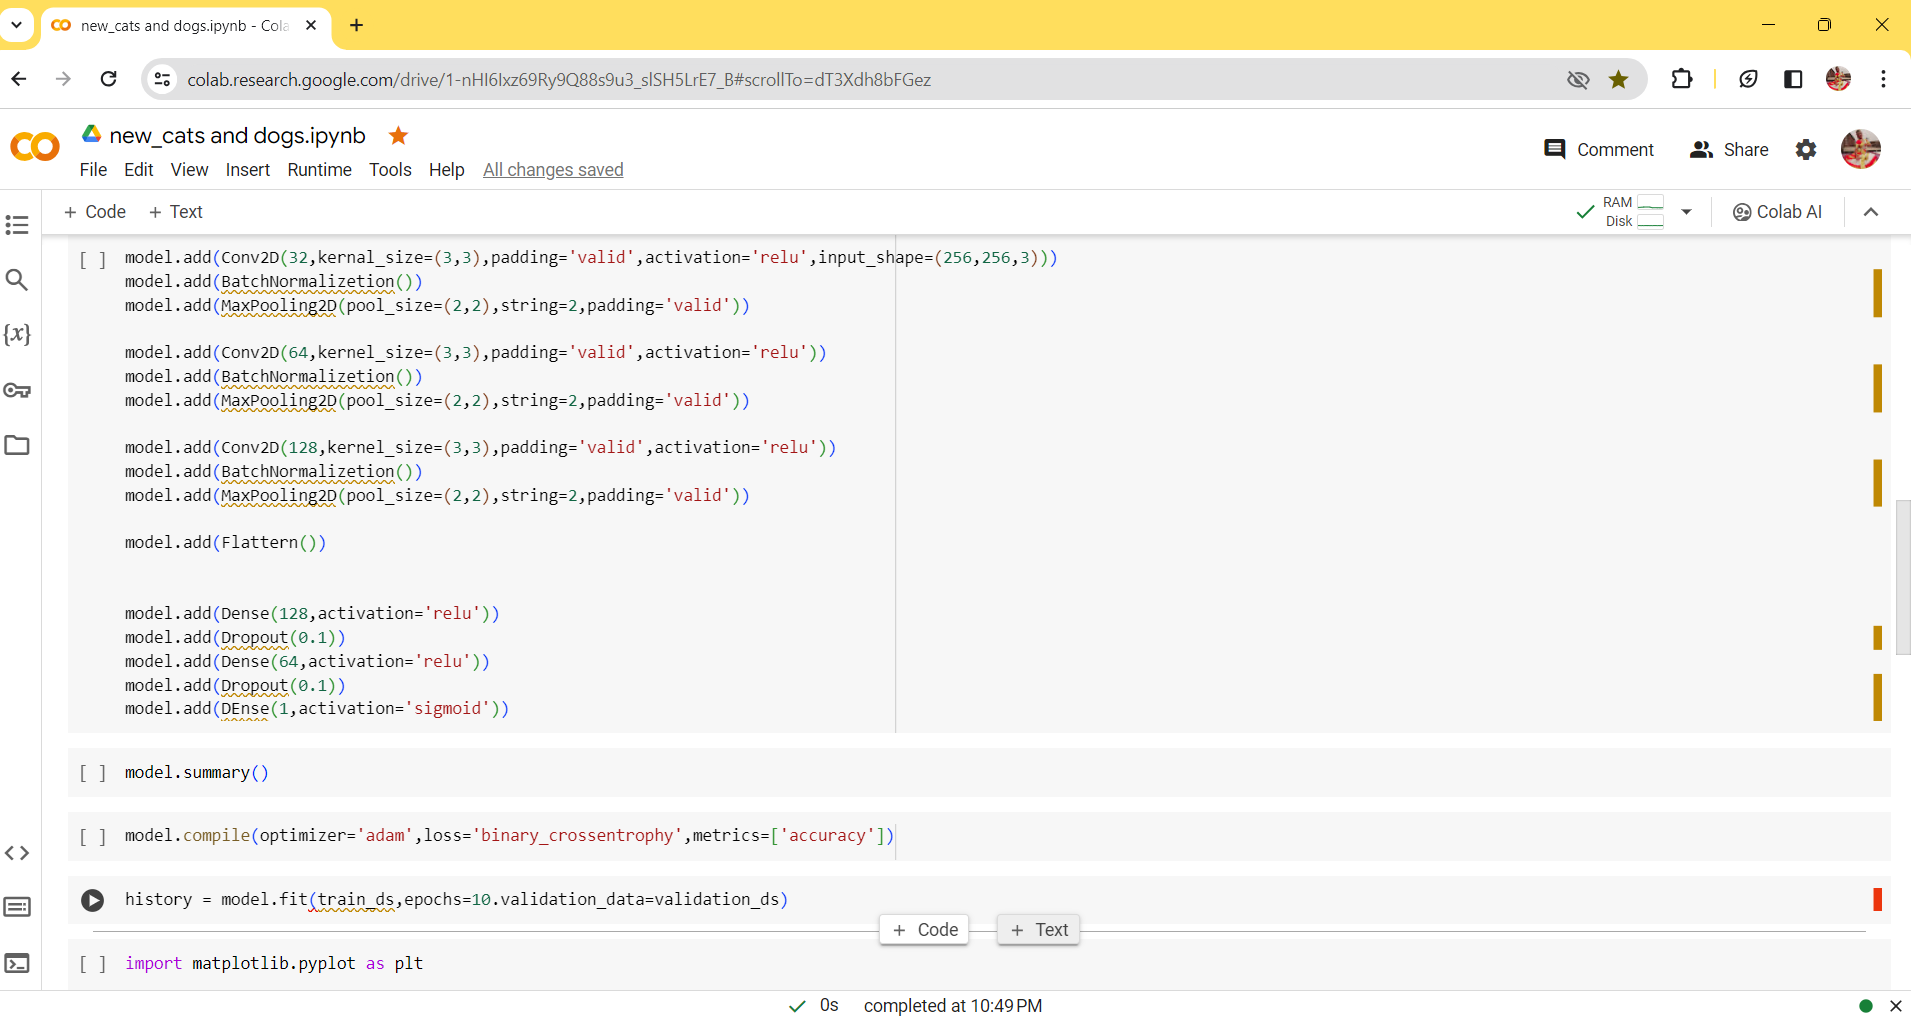 new_cats and dogs.ipynb - Cola
colab.research.google.com/drive/1-nHI6Ixz69Ry9Q88s9u3_slSH5LrE7_B#scrollTo=dT3Xdh8bFGez
new_cats and dogs.ipynb
Comment
Share
File Edit View Insert Runtime Tools Help All changes saved
+ Code + Text
RAM
Disk
Colab AI
[ ] model.add(Conv2D(32,kernal_size=(3,3),padding='valid',activation='relu',input_shape=(256,256,3)))
model.add(BatchNormalizetion())
model.add(MaxPooling2D(pool_size=(2,2),string=2,padding='valid'))
model.add(Conv2D(64,kernel_size=(3,3),padding='valid',activation='relu'))
model.add(BatchNormalizetion())
model.add(MaxPooling2D(pool_size=(2,2),string=2,padding='valid'))
model.add(Conv2D(128,kernel_size=(3,3),padding='valid',activation='relu'))
model.add(BatchNormalizetion())
model.add(MaxPooling2D(pool_size=(2,2),string=2,padding='valid'))
model.add(Flattern())
model.add(Dense(128,activation='relu'))
model.add(Dropout(0.1))
model.add(Dense(64,activation='relu'))
model.add(Dropout(0.1))
model.add(DEnse(1,activation='sigmoid'))
[ ] model.summary()
[ ] model.compile(optimizer='adam',loss='binary_crossentrophy',metrics=['accuracy'])
history = model.fit(train_ds,epochs=10.validation_data=validation_ds)
+ Code + Text
[ ] import matplotlib.pyplot as plt
0s completed at 10:49 PM